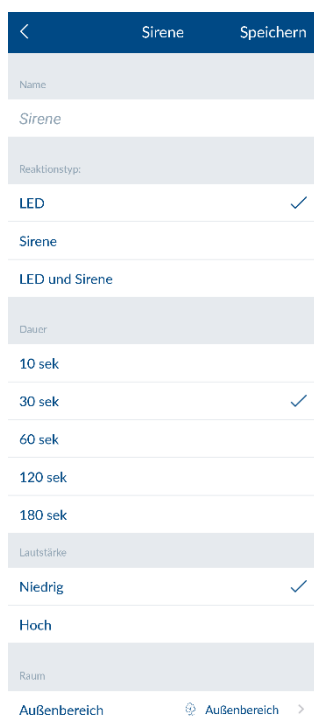 Sirene Speichern
Name
Sirene
Reaktionstyp:
LED
Sirene
LED und Sirene
Dauer
10 sek
30 sek
60 sek
120 sek
180 sek
Lautstärke
Niedrig
Hoch
Raum
Außenbereich Außenbereich